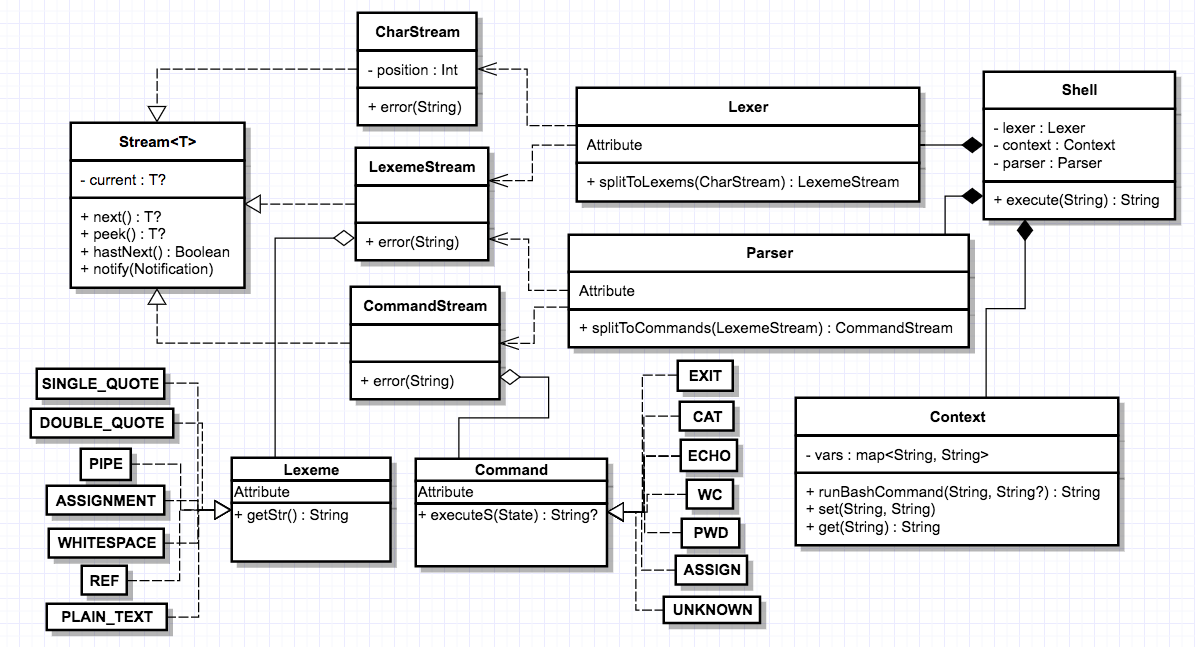 CharStream
- position : Int
+ error(String)
Stream<T>
- current : T?
+ next() : T?
+ peek() : T?
+ hastNext() : Boolean
+ notify(Notification)
LexemeStream
+ error(String)
CommandStream
+ error(String)
Lexer
Attribute
+ splitToLexems(CharStream) : LexemeStream
Parser
Attribute
+ splitToCommands(LexemeStream) : CommandStream
Shell
- lexer : Lexer
- context : Context
- parser : Parser
+ execute(String) : String
SINGLE_QUOTE
DOUBLE_QUOTE
PIPE
ASSIGNMENT
WHITESPACE
REF
PLAIN_TEXT
Lexeme
Attribute
+ getStr() : String
Command
Attribute
+ executeS(State) : String?
EXIT
CAT
ECHO
WC
PWD
ASSIGN
UNKNOWN
Context
- vars : map<String, String>
+ runBashCommand(String, String?) : String
+ set(String, String)
+ get(String) : String